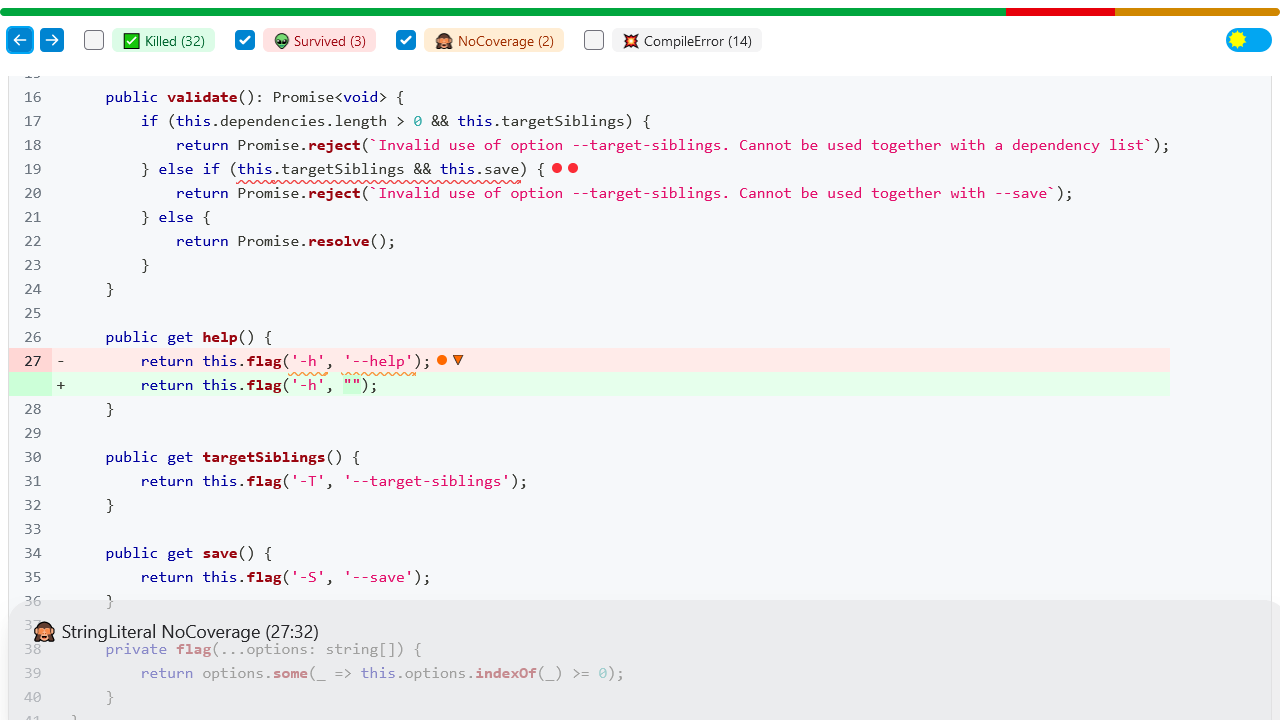 ✅ Killed (32) 👽 Survived (3) 🙈 NoCoverage (2) 💥 CompileError (14)
16 public validate(): Promise<void> {
17 if (this.dependencies.length > 0 && this.targetSiblings) {
18 return Promise.reject(`Invalid use of option --target-siblings. Cannot be used together with a dependency list`);
19 } else if (this.targetSiblings && this.save) {
20 return Promise.reject(`Invalid use of option --target-siblings. Cannot be used together with --save`);
21 } else {
22 return Promise.resolve();
23 }
24 }
25
26 public get help() {
27 - return this.flag('-h', '--help');
+ return this.flag('-h', "");
28 }
29
30 public get targetSiblings() {
31 return this.flag('-T', '--target-siblings');
32 }
33
34 public get save() {
35 return this.flag('-S', '--save');
36 }
37
🙈 StringLiteral NoCoverage (27:32)
38 private flag(...options: string[]) {
39 return options.some(_ => this.options.indexOf(_) >= 0);
40 }
41 }